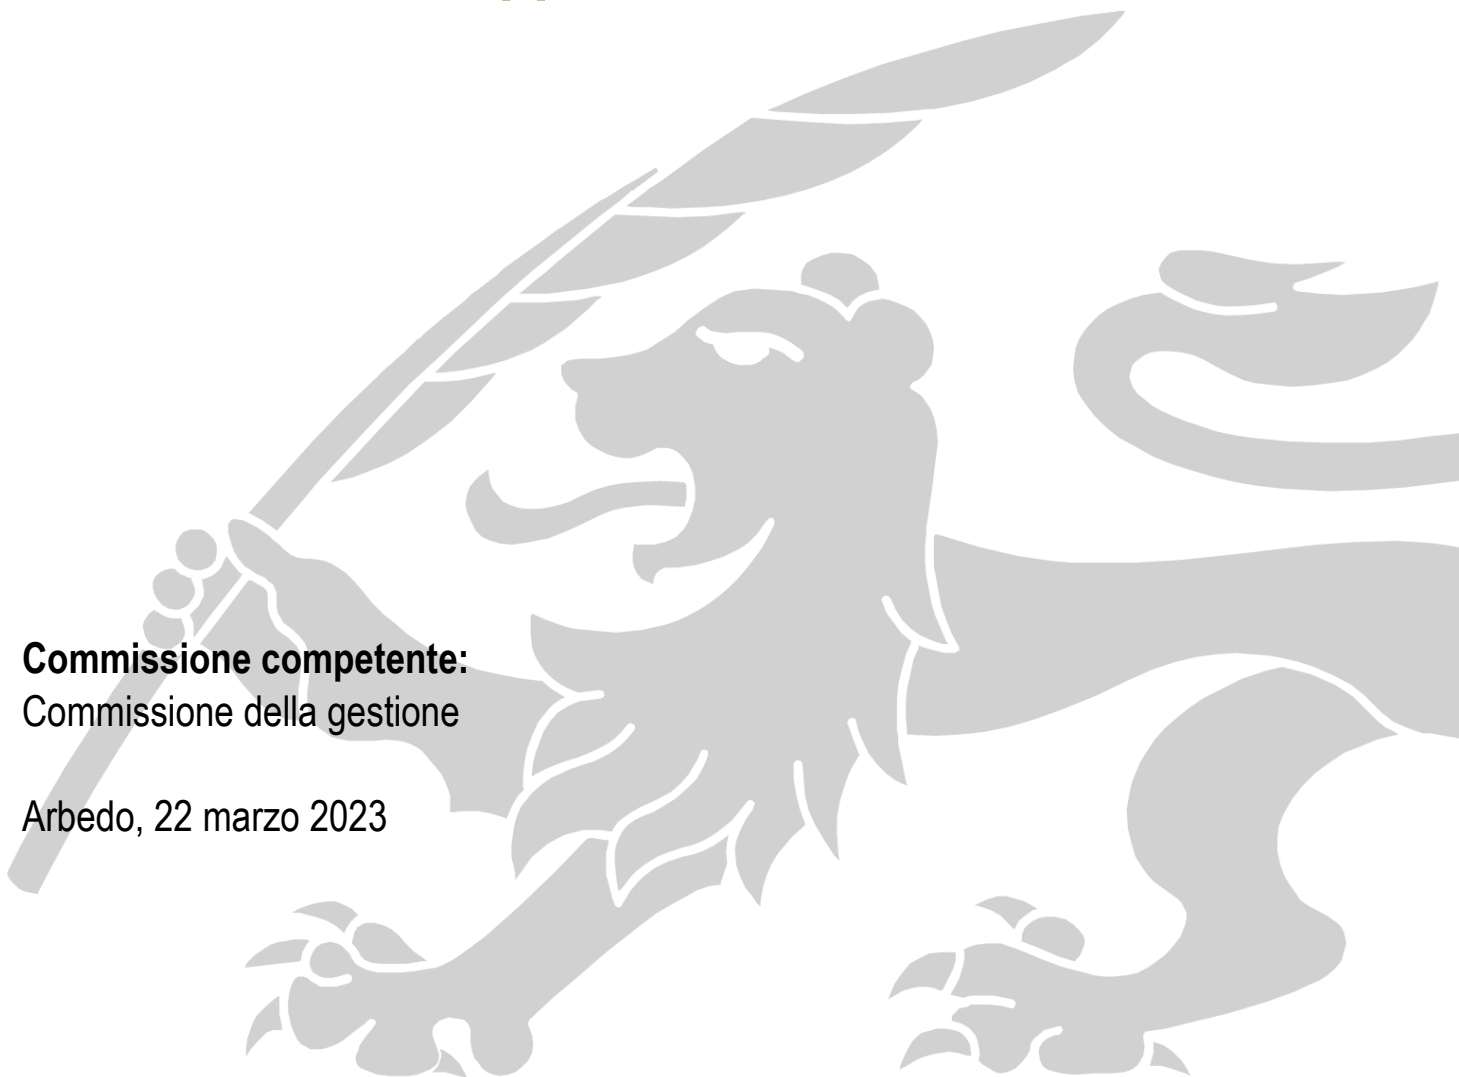 Commissione competente:
Commissione della gestione
Arbedo, 22 marzo 2023